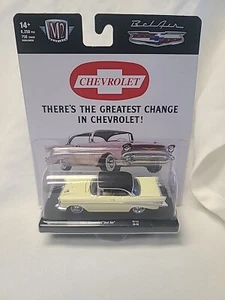 14+
M2
Bel Air
CHEVROLET
THERE'S THE GREATEST CHANGE
IN CHEVROLET!